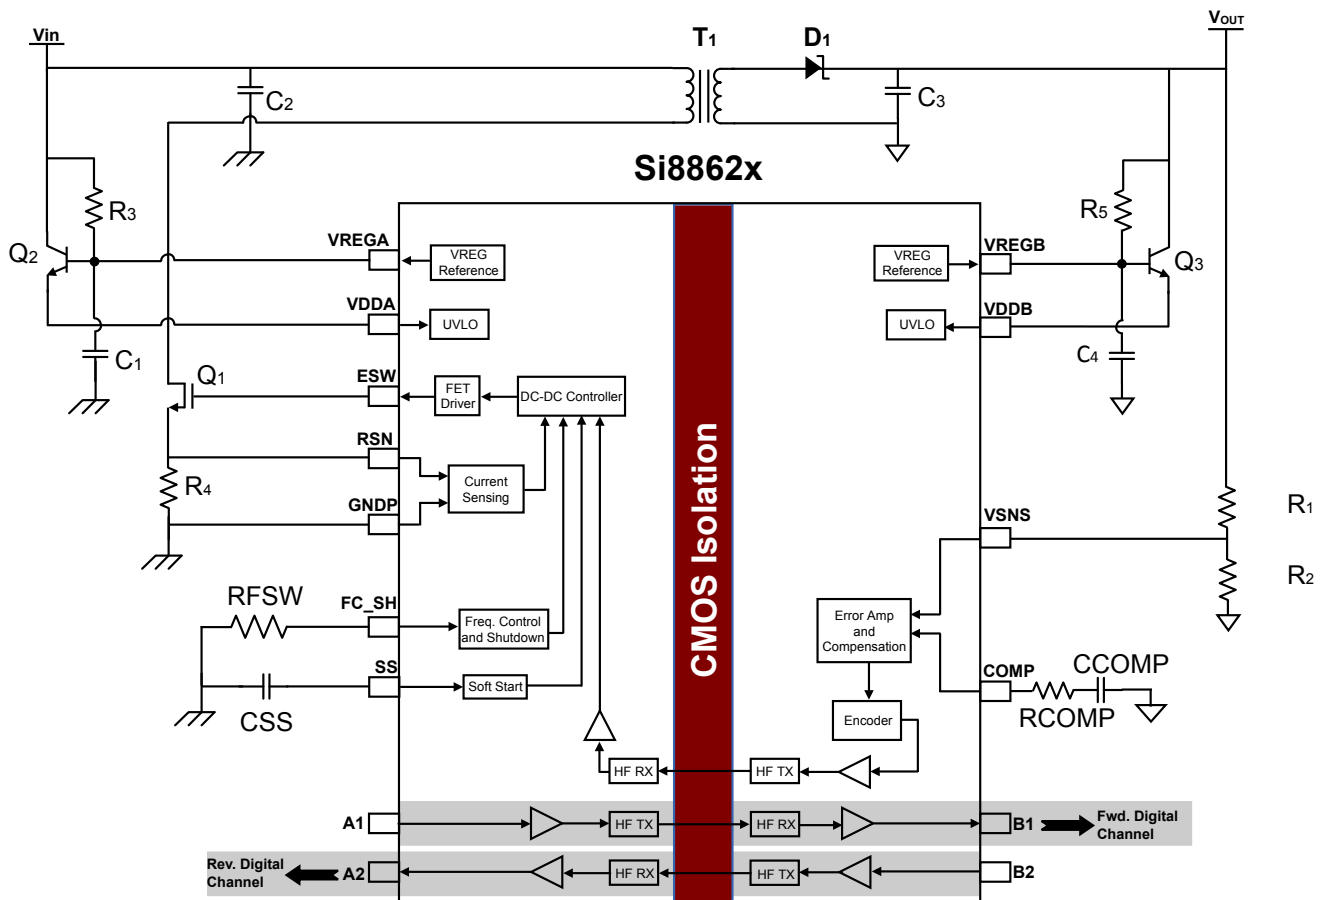 Vin
T1
D1
VOUT
C2
C3
Si8862x
R3
R5
Q2
VREGA
VREG
Reference
VREG
Reference
VREGB
Q3
VDDA
UVLO
UVLO
VDDB
C1
C4
Q1
ESW
FET
Driver
DC-DC Controller
RSN
R4
Current
Sensing
GNDP
CMOS Isolation
VSNS
R1
R2
RFSW
FC_SH
Freq. Control
and Shutdown
Error Amp
and
Compensation
SS
Soft Start
CSS
COMP
CCOMP
RCOMP
Encoder
HF RX
HF TX
A1
HF TX
HF RX
B1
Fwd. Digital
Channel
Rev. Digital
Channel
A2
HF RX
HF TX
B2